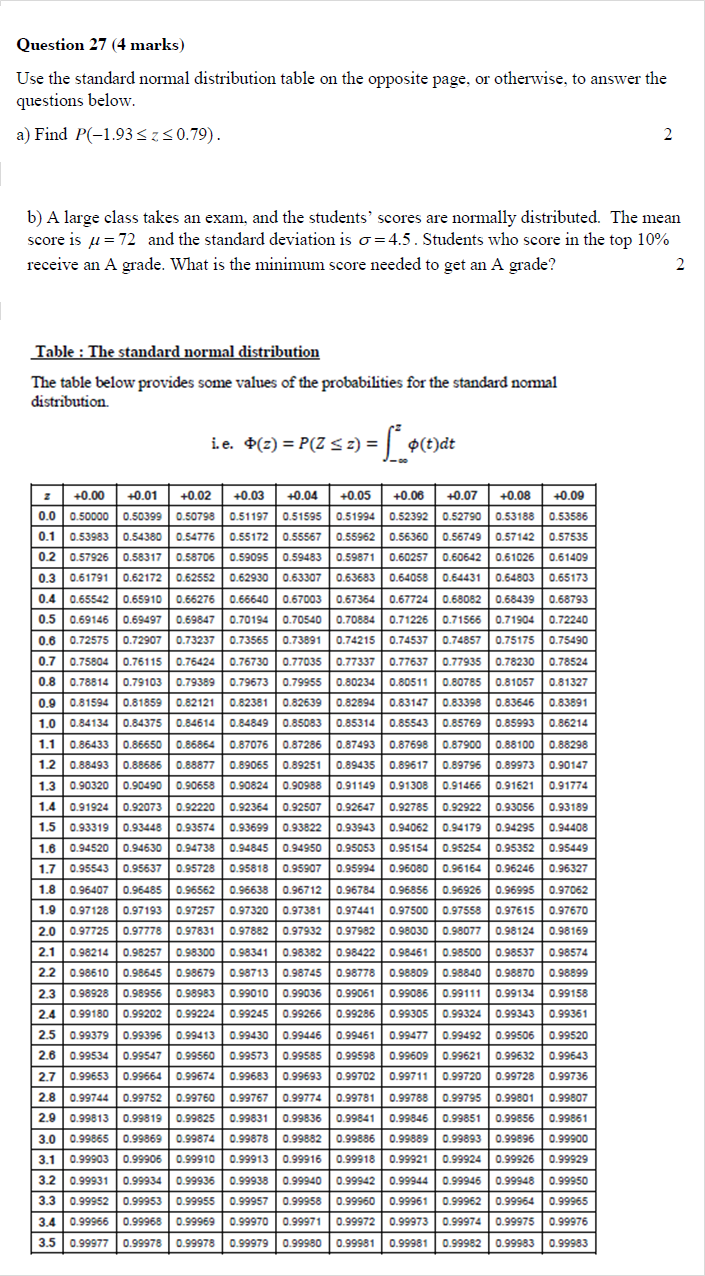 Question 27 (4 marks)
Use the standard normal distribution table on the opposite page, or otherwise, to answer the
questions below.
a) Find P(−1.93 ≤ z ≤ 0.79). 2
b) A large class takes an exam, and the students’ scores are normally distributed. The mean
score is μ = 72 and the standard deviation is σ = 4.5. Students who score in the top 10%
receive an A grade. What is the minimum score needed to get an A grade? 2
Table : The standard normal distribution
The table below provides some values of the probabilities for the standard normal
distribution.
i.e. Φ(z) = P(Z ≤ z) = ∫_{−∞}^{z} ϕ(t)dt
z +0.00 +0.01 +0.02 +0.03 +0.04 +0.05 +0.06 +0.07 +0.08 +0.09
0.0 0.50000 0.50399 0.50798 0.51197 0.51595 0.51994 0.52392 0.52790 0.53188 0.53586
0.1 0.53983 0.54380 0.54776 0.55172 0.55567 0.55962 0.56360 0.56749 0.57142 0.57535
0.2 0.57926 0.58317 0.58706 0.59095 0.59483 0.59871 0.60257 0.60642 0.61026 0.61409
0.3 0.61791 0.62172 0.62552 0.62930 0.63307 0.63683 0.64058 0.64431 0.64803 0.65173
0.4 0.65542 0.65910 0.66276 0.66640 0.67003 0.67364 0.67724 0.68082 0.68439 0.68793
0.5 0.69146 0.69497 0.69847 0.70194 0.70540 0.70884 0.71226 0.71566 0.71904 0.72240
0.6 0.72575 0.72907 0.73237 0.73565 0.73891 0.74215 0.74537 0.74857 0.75175 0.75490
0.7 0.75804 0.76115 0.76424 0.76730 0.77035 0.77337 0.77637 0.77935 0.78230 0.78524
0.8 0.78814 0.79103 0.79389 0.79673 0.79955 0.80234 0.80511 0.80785 0.81057 0.81327
0.9 0.81594 0.81859 0.82121 0.82381 0.82639 0.82894 0.83147 0.83398 0.83646 0.83891
1.0 0.84134 0.84375 0.84614 0.84849 0.85083 0.85314 0.85543 0.85769 0.85993 0.86214
1.1 0.86433 0.86650 0.86864 0.87076 0.87286 0.87493 0.87698 0.87900 0.88100 0.88298
1.2 0.88493 0.88686 0.88877 0.89065 0.89251 0.89435 0.89617 0.89796 0.89973 0.90147
1.3 0.90320 0.90490 0.90658 0.90824 0.90988 0.91149 0.91308 0.91466 0.91621 0.91774
1.4 0.91924 0.92073 0.92220 0.92364 0.92507 0.92647 0.92785 0.92922 0.93056 0.93189
1.5 0.93319 0.93448 0.93574 0.93699 0.93822 0.93943 0.94062 0.94179 0.94295 0.94408
1.6 0.94520 0.94630 0.94738 0.94845 0.94950 0.95053 0.95154 0.95254 0.95352 0.95449
1.7 0.95543 0.95637 0.95728 0.95818 0.95907 0.95994 0.96080 0.96164 0.96246 0.96327
1.8 0.96407 0.96485 0.96562 0.96638 0.96712 0.96784 0.96856 0.96926 0.96995 0.97062
1.9 0.97128 0.97193 0.97257 0.97320 0.97381 0.97441 0.97500 0.97558 0.97615 0.97670
2.0 0.97725 0.97778 0.97831 0.97882 0.97932 0.97982 0.98030 0.98077 0.98124 0.98169
2.1 0.98214 0.98257 0.98300 0.98341 0.98382 0.98422 0.98461 0.98500 0.98537 0.98574
2.2 0.98610 0.98645 0.98679 0.98713 0.98745 0.98778 0.98809 0.98840 0.98870 0.98899
2.3 0.98928 0.98956 0.98983 0.99010 0.99036 0.99061 0.99086 0.99111 0.99134 0.99158
2.4 0.99180 0.99202 0.99224 0.99245 0.99266 0.99286 0.99305 0.99324 0.99343 0.99361
2.5 0.99379 0.99396 0.99413 0.99430 0.99446 0.99461 0.99477 0.99492 0.99506 0.99520
2.6 0.99534 0.99547 0.99560 0.99573 0.99585 0.99598 0.99609 0.99621 0.99632 0.99643
2.7 0.99653 0.99664 0.99674 0.99683 0.99693 0.99702 0.99711 0.99720 0.99728 0.99736
2.8 0.99744 0.99752 0.99760 0.99767 0.99774 0.99781 0.99788 0.99795 0.99801 0.99807
2.9 0.99813 0.99819 0.99825 0.99831 0.99836 0.99841 0.99846 0.99851 0.99856 0.99861
3.0 0.99865 0.99869 0.99874 0.99878 0.99882 0.99886 0.99889 0.99893 0.99896 0.99900
3.1 0.99903 0.99906 0.99910 0.99913 0.99916 0.99918 0.99921 0.99924 0.99926 0.99929
3.2 0.99931 0.99934 0.99936 0.99938 0.99940 0.99942 0.99944 0.99946 0.99948 0.99950
3.3 0.99952 0.99953 0.99955 0.99957 0.99958 0.99960 0.99961 0.99962 0.99964 0.99965
3.4 0.99966 0.99968 0.99969 0.99970 0.99971 0.99972 0.99973 0.99974 0.99975 0.99976
3.5 0.99977 0.99978 0.99978 0.99979 0.99980 0.99981 0.99981 0.99982 0.99983 0.99983